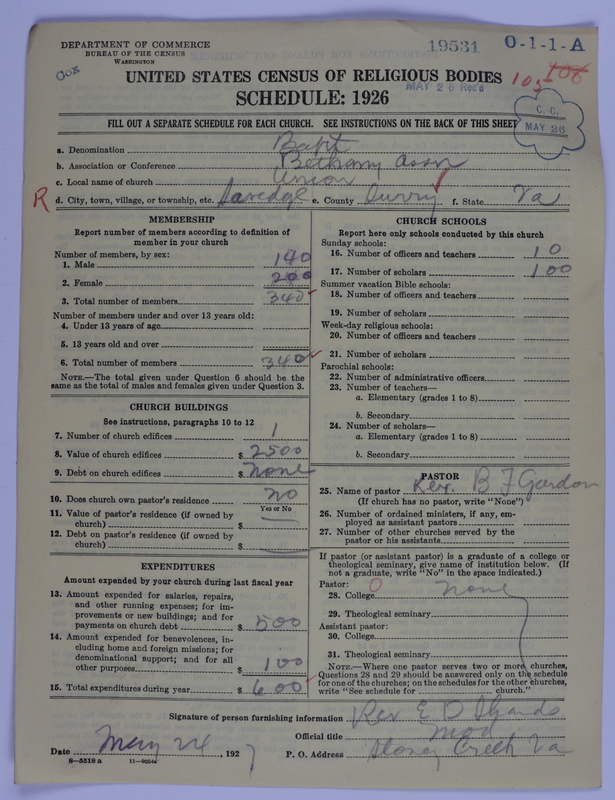 DEPARTMENT OF COMMERCE
BUREAU OF THE CENSUS
WASHINGTON
19531 O-1-1-A
Cox
UNITED STATES CENSUS OF RELIGIOUS BODIES
MAY 26 Rec'd
SCHEDULE: 1926
C. C.
MAY 26
FILL OUT A SEPARATE SCHEDULE FOR EACH CHURCH. SEE INSTRUCTIONS ON THE BACK OF THIS SHEET
a. Denomination Bapt
b. Association or Conference Bethany Assn
c. Local name of church Union
R d. City, town, village, or township, etc. e. County Surry f. State Va
MEMBERSHIP
Report number of members according to definition of
member in your church
Number of members, by sex:
1. Male 140
2. Female 200
3. Total number of members 340
Number of members under and over 13 years old:
4. Under 13 years of age
5. 13 years old and over
6. Total number of members 340
NOTE.—The total given under Question 6 should be the
same as the total of males and females given under Question 3.
CHURCH BUILDINGS
See instructions, paragraphs 10 to 12
7. Number of church edifices 1
8. Value of church edifices $ 2500
9. Debt on church edifices $ None
10. Does church own pastor's residence no
Yes or No
11. Value of pastor's residence (if owned by
church) $
12. Debt on pastor's residence (if owned by
church) $
EXPENDITURES
Amount expended by your church during last fiscal year
13. Amount expended for salaries, repairs,
and other running expenses; for im-
provements or new buildings; and for
payments on church debt $ 500
14. Amount expended for benevolences, in-
cluding home and foreign missions; for
denominational support; and for all
other purposes $ 100
15. Total expenditures during year $ 600
CHURCH SCHOOLS
Report here only schools conducted by this church
Sunday schools:
16. Number of officers and teachers 10
17. Number of scholars 100
Summer vacation Bible schools:
18. Number of officers and teachers
19. Number of scholars
Week-day religious schools:
20. Number of officers and teachers
21. Number of scholars
Parochial schools:
22. Number of administrative officers
23. Number of teachers—
a. Elementary (grades 1 to 8)
b. Secondary
24. Number of scholars—
a. Elementary (grades 1 to 8)
b. Secondary
PASTOR
25. Name of pastor Rev. B F Gardon
(If church has no pastor, write "None")
26. Number of ordained ministers, if any, em-
ployed as assistant pastors
27. Number of other churches served by the
pastor or his assistants
If pastor (or assistant pastor) is a graduate of a college or
theological seminary, give name of institution below. (If
not a graduate, write "No" in the space indicated.)
Pastor:
28. College none
29. Theological seminary
Assistant pastor:
30. College
31. Theological seminary
NOTE.—Where one pastor serves two or more churches,
Questions 28 and 29 should be answered only on the schedule
for one of the churches; on the schedules for the other churches,
write "See schedule for church."
Signature of person furnishing information Rev E D
Official title Mod
Date May 24, 1927 P. O. Address Stoney Creek Va
8—5518 a 11—9024a